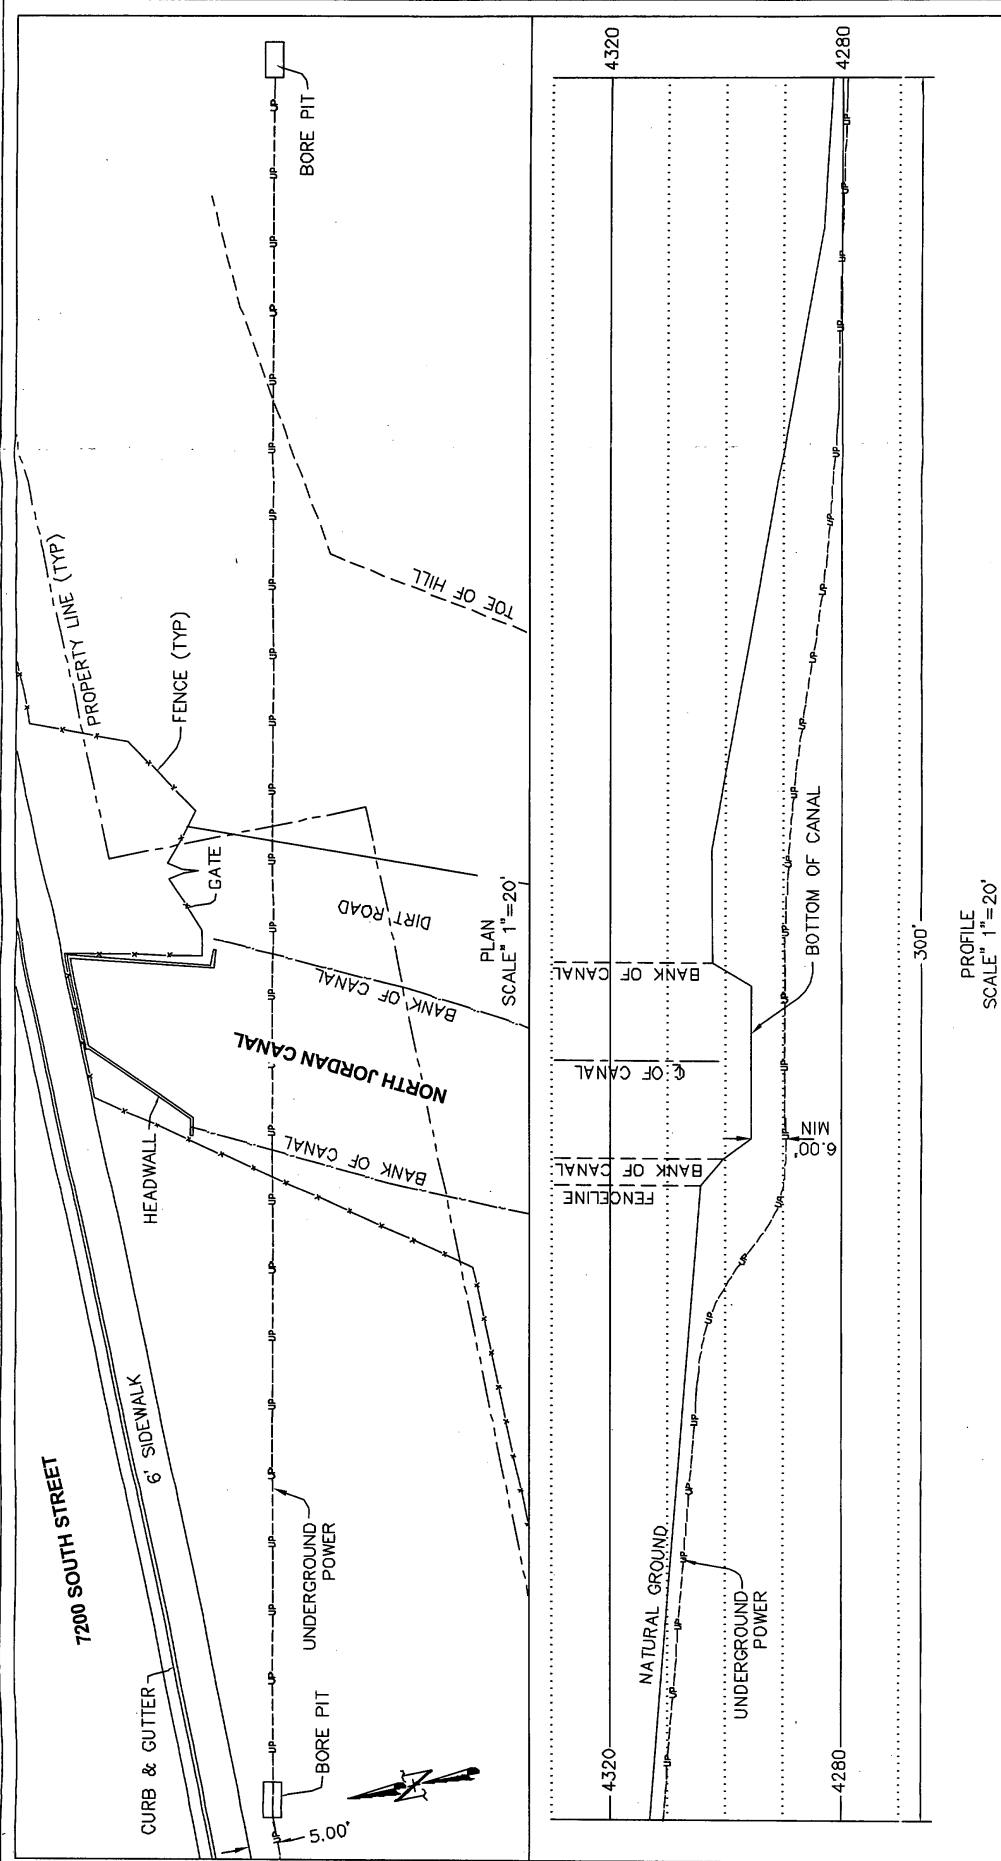 7200 SOUTH STREET
CURB & GUTTER
6' SIDEWALK
HEADWALL
GATE
FENCE (TYP)
PROPERTY LINE (TYP)
BORE PIT
5.00'
BORE PIT
UNDERGROUND
POWER
BANK OF CANAL
NORTH JORDAN CANAL
BANK OF CANAL
DIRT ROAD
TOE OF HILL
PLAN
SCALE" 1"=20'
4320
4280
4320
4280
NATURAL GROUND
UNDERGROUND
POWER
FENCELINE
BANK OF CANAL
℄ OF CANAL
BANK OF CANAL
6.00'
MIN
BOTTOM OF CANAL
300'
PROFILE
SCALE" 1"=20'